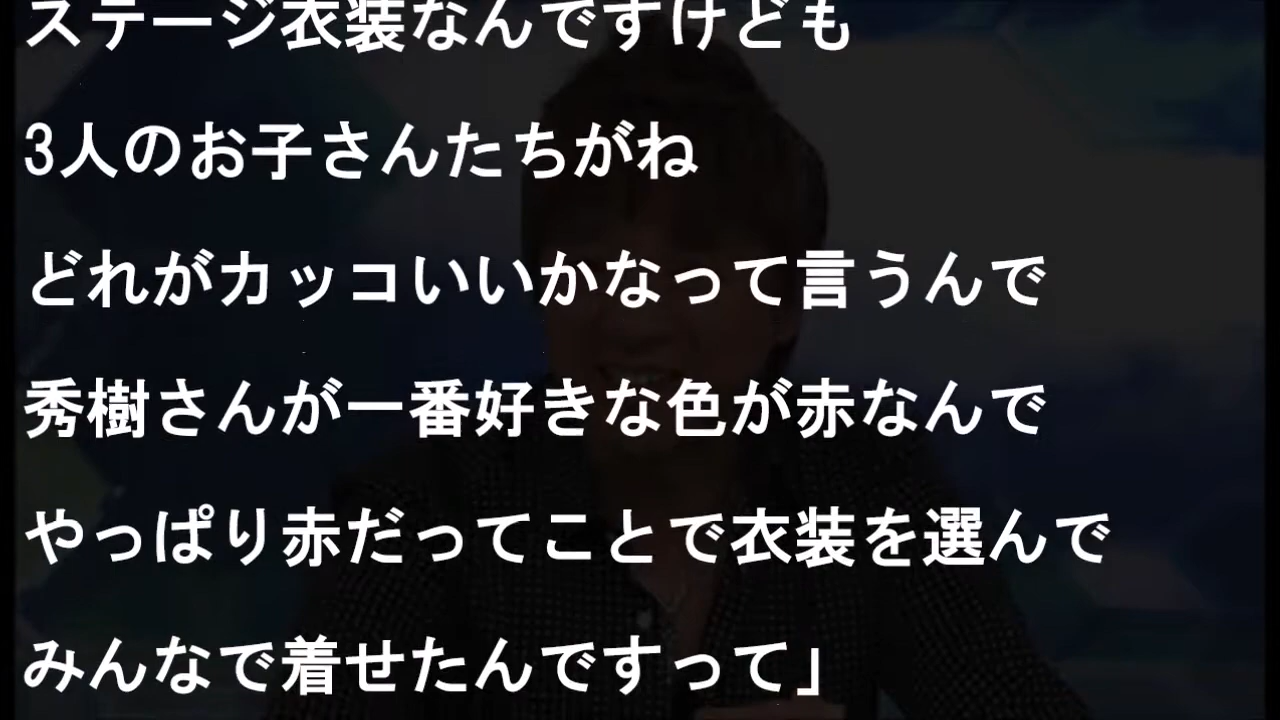 ステージ衣装なんですけども
3人のお子さんたちがね
どれがカッコいいかなって言うんで
秀樹さんが一番好きな色が赤なんで
やっぱり赤だってことで衣装を選んで
みんなで着せたんですって」